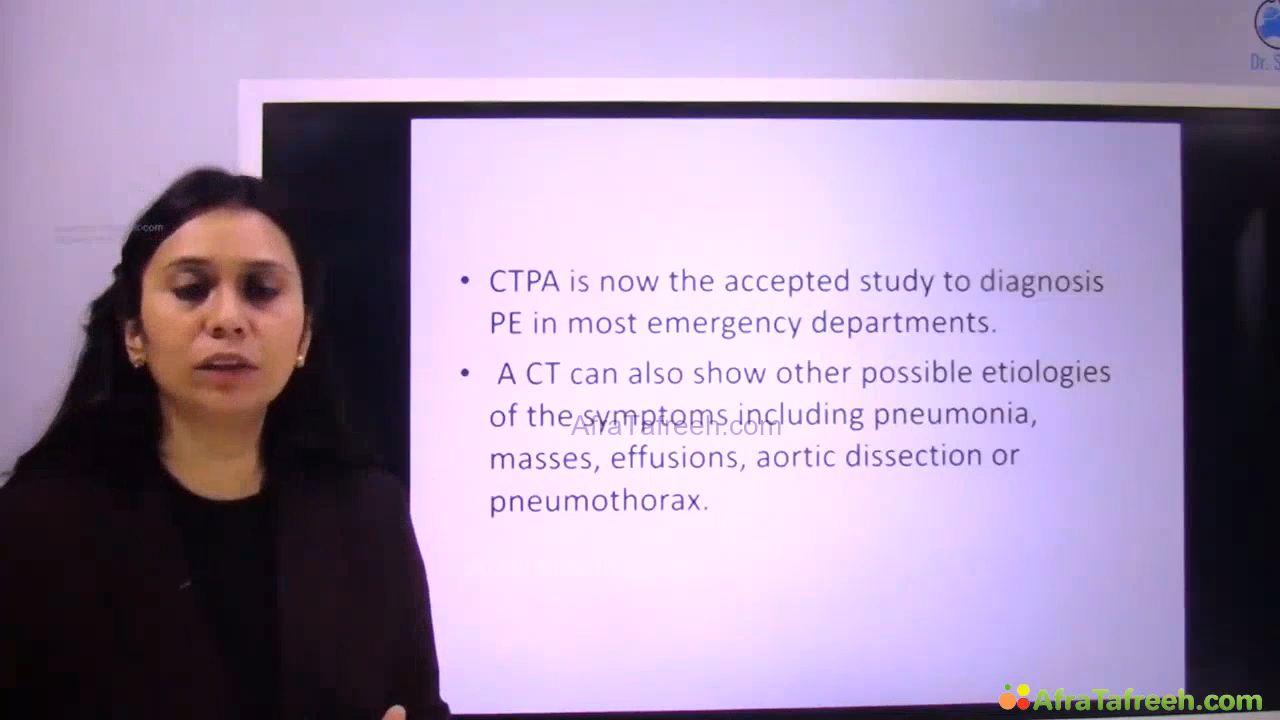 Dr. S
• CTPA is now the accepted study to diagnosis
PE in most emergency departments.
• A CT can also show other possible etiologies
of the symptoms including pneumonia,
masses, effusions, aortic dissection or
pneumothorax.
AfraTafreeh.com
AfraTafreeh.com